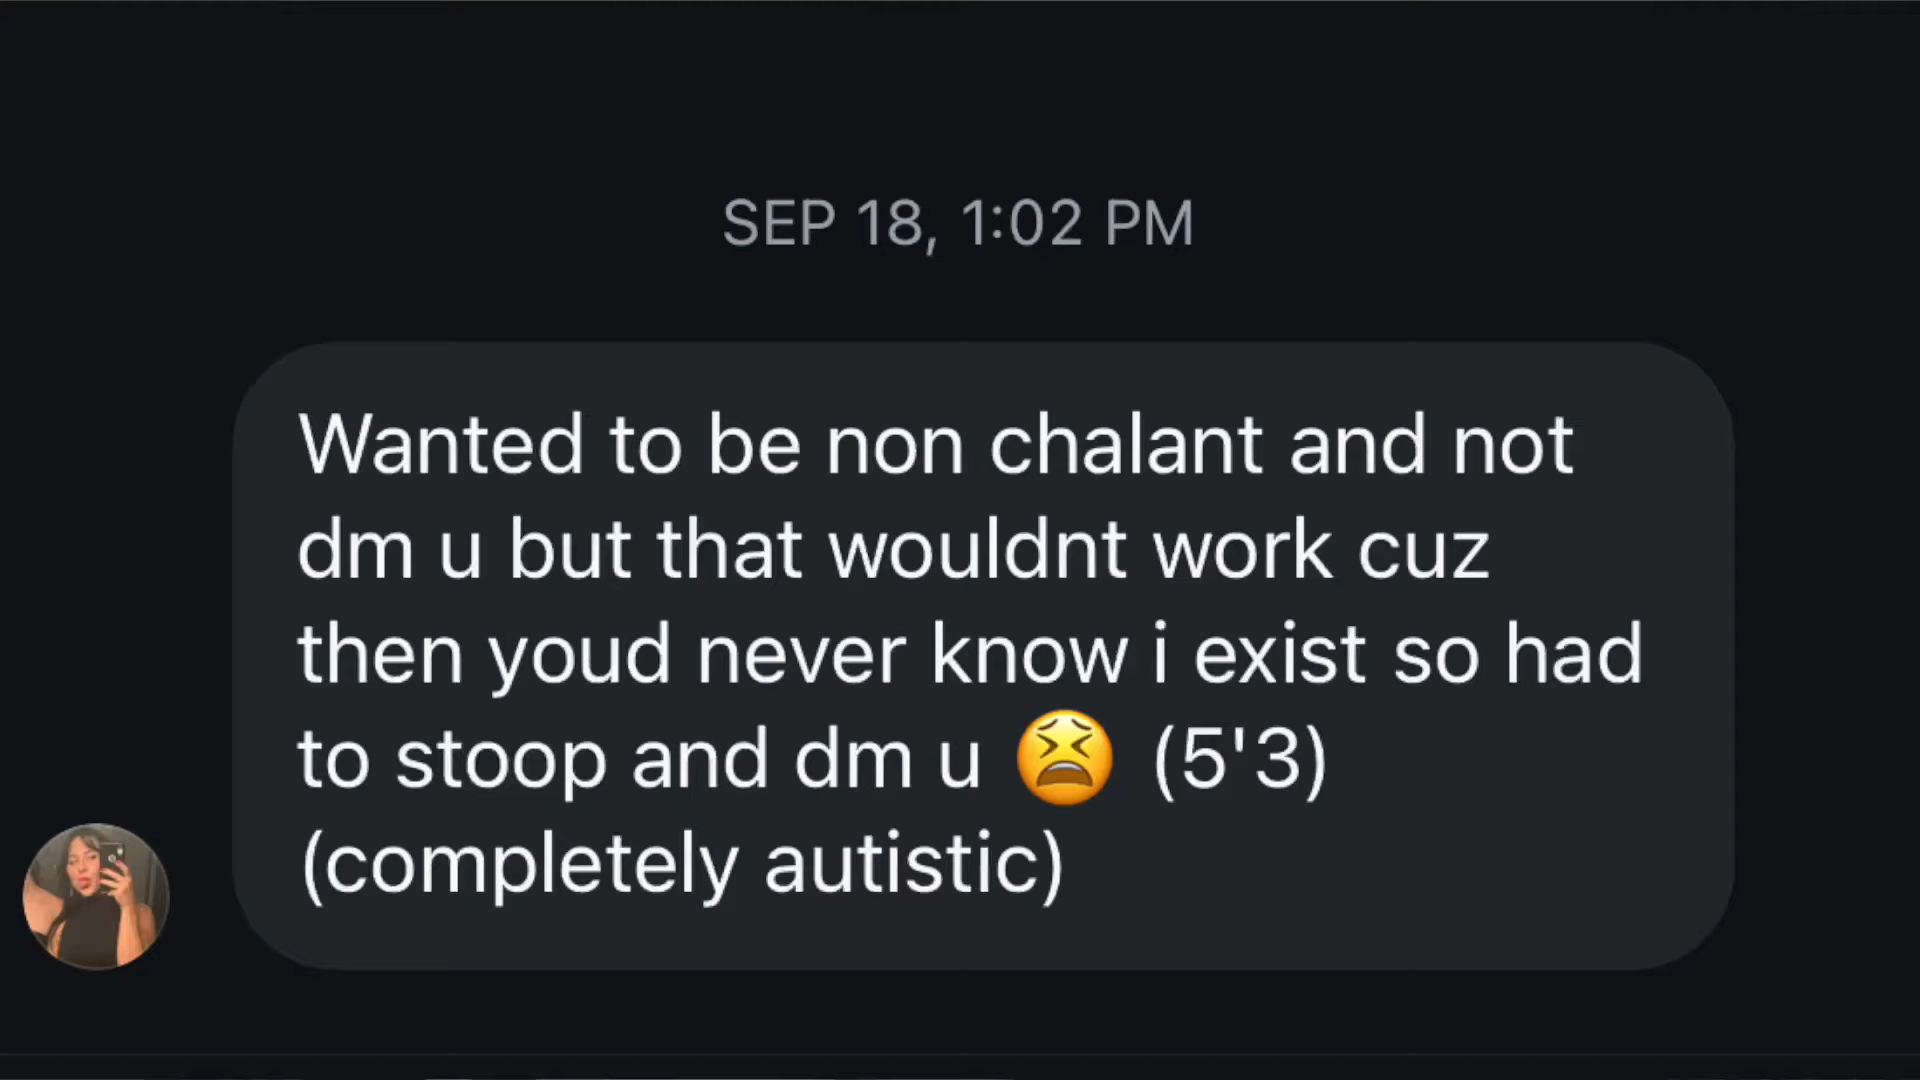 SEP 18, 1:02 PM
Wanted to be non chalant and not
dm u but that wouldnt work cuz
then youd never know i exist so had
to stoop and dm u 😫 (5'3)
(completely autistic)